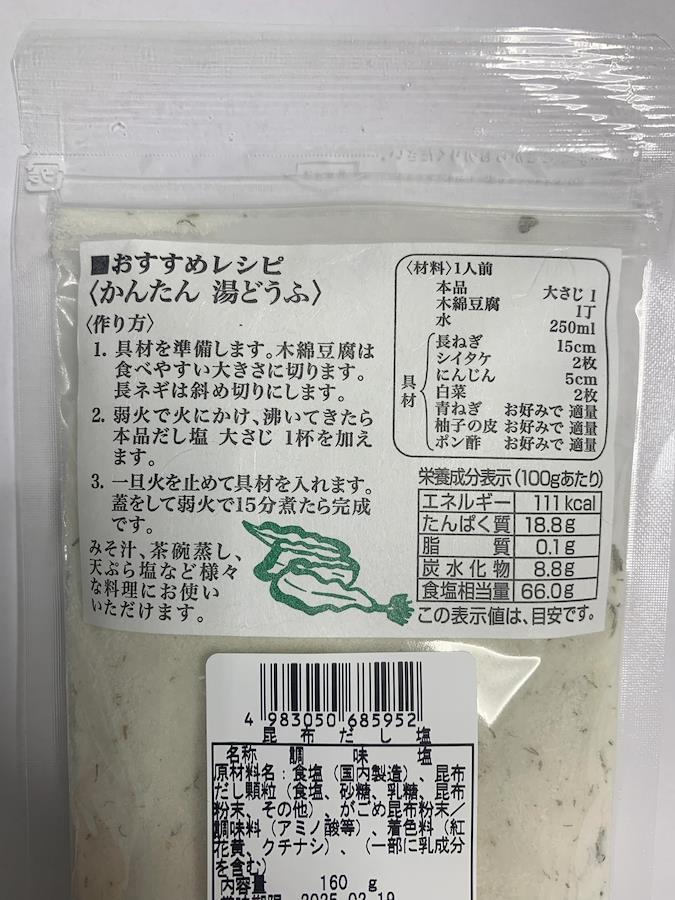 ■おすすめレシピ
〈かんたん 湯どうふ〉
〈作り方〉
1. 具材を準備します。木綿豆腐は
食べやすい大きさに切ります。
長ネギは斜め切りにします。
2. 弱火で火にかけ、沸いてきたら
本品だし塩 大さじ 1杯を加え
ます。
3. 一旦火を止めて具材を入れます。
蓋をして弱火で15分煮たら完成
です。
みそ汁、茶碗蒸し、
天ぷら塩など様々
な料理にお使い
いただけます。
〈材料〉1人前
本品 大さじ 1
木綿豆腐 1丁
水 250ml
具材
長ねぎ 15cm
シイタケ 2枚
にんじん 5cm
白菜 2枚
青ねぎ お好みで 適量
柚子の皮 お好みで 適量
ポン酢 お好みで 適量
栄養成分表示(100gあたり)
エネルギー 111kcal
たんぱく質 18.8g
脂質 0.1g
炭水化物 8.8g
食塩相当量 66.0g
この表示値は、目安です。
4 983050 685952
昆布だし塩
名称 調味塩
原材料名：食塩（国内製造）、昆布
だし顆粒（食塩、砂糖、乳糖、昆布
粉末、その他）、がごめ昆布粉末／
調味料（アミノ酸等）、着色料（紅
花黄、クチナシ）、（一部に乳成分
を含む）
内容量 160 g
賞味期限 2025.02.19